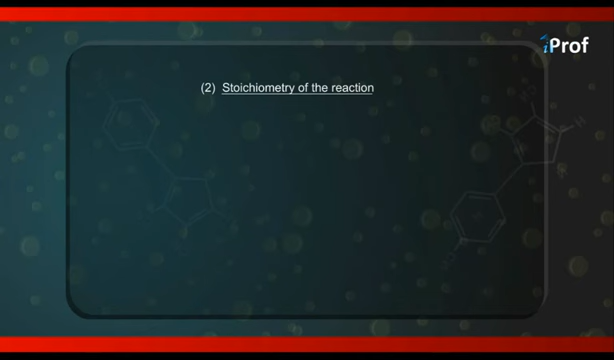 iProf
(2) Stoichiometry of the reaction